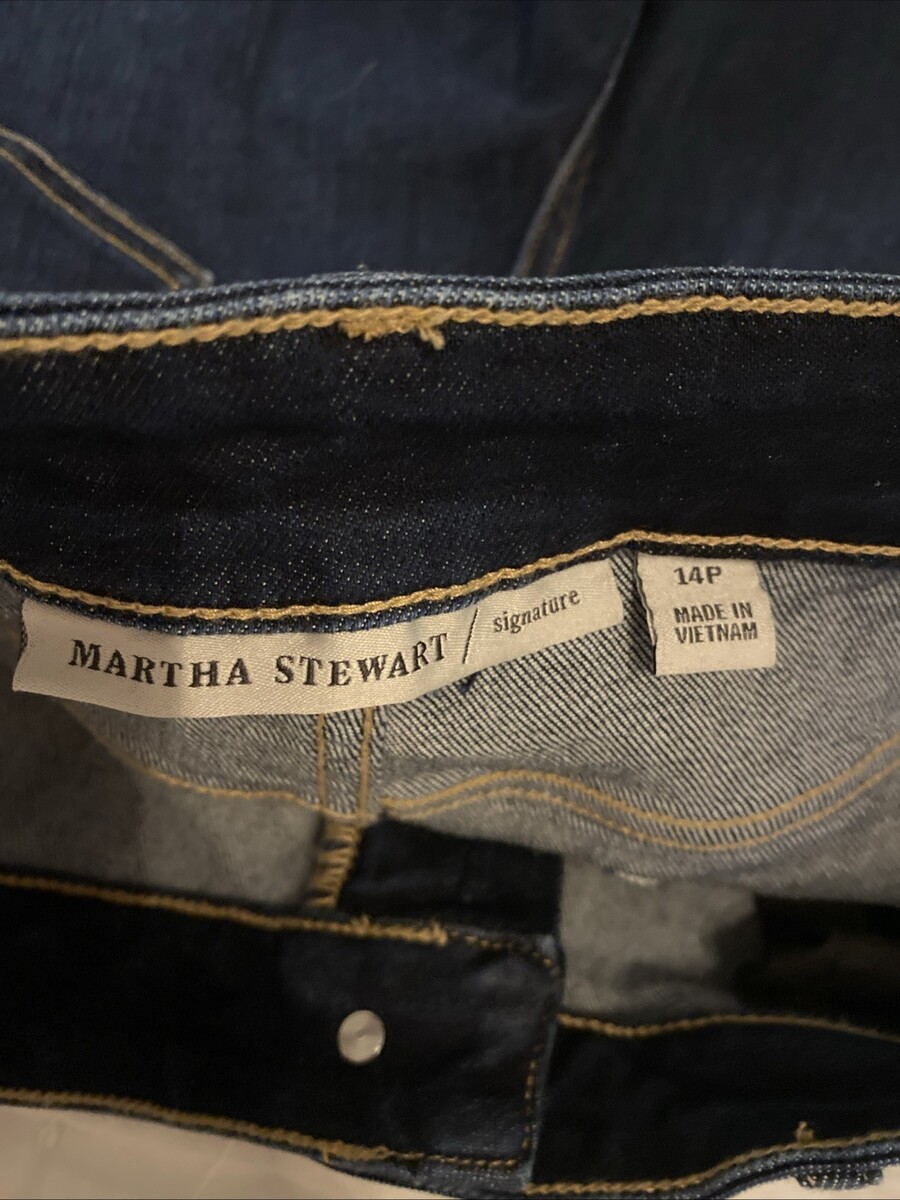 MARTHA STEWART / signature
14P
MADE IN
VIETNAM